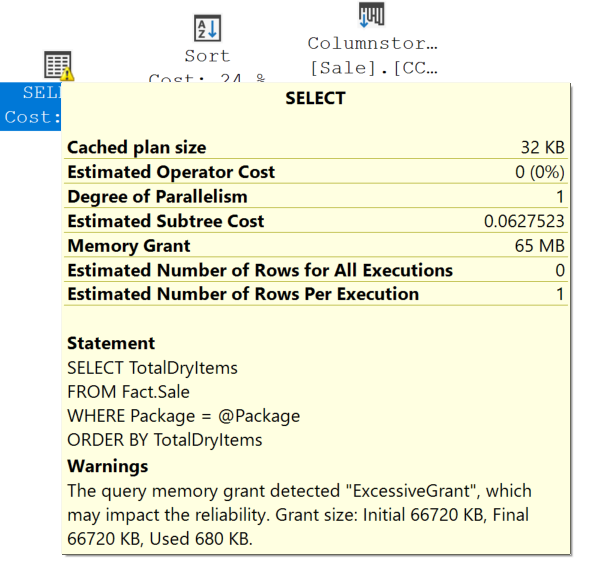 Sort
Cost: 24 %
Columnstor…
[Sale].[CC…
Cost:
SELECT
Cached plan size 32 KB
Estimated Operator Cost 0 (0%)
Degree of Parallelism 1
Estimated Subtree Cost 0.0627523
Memory Grant 65 MB
Estimated Number of Rows for All Executions 0
Estimated Number of Rows Per Execution 1
Statement
SELECT TotalDryItems
FROM Fact.Sale
WHERE Package = @Package
ORDER BY TotalDryItems
Warnings
The query memory grant detected "ExcessiveGrant", which
may impact the reliability. Grant size: Initial 66720 KB, Final
66720 KB, Used 680 KB.